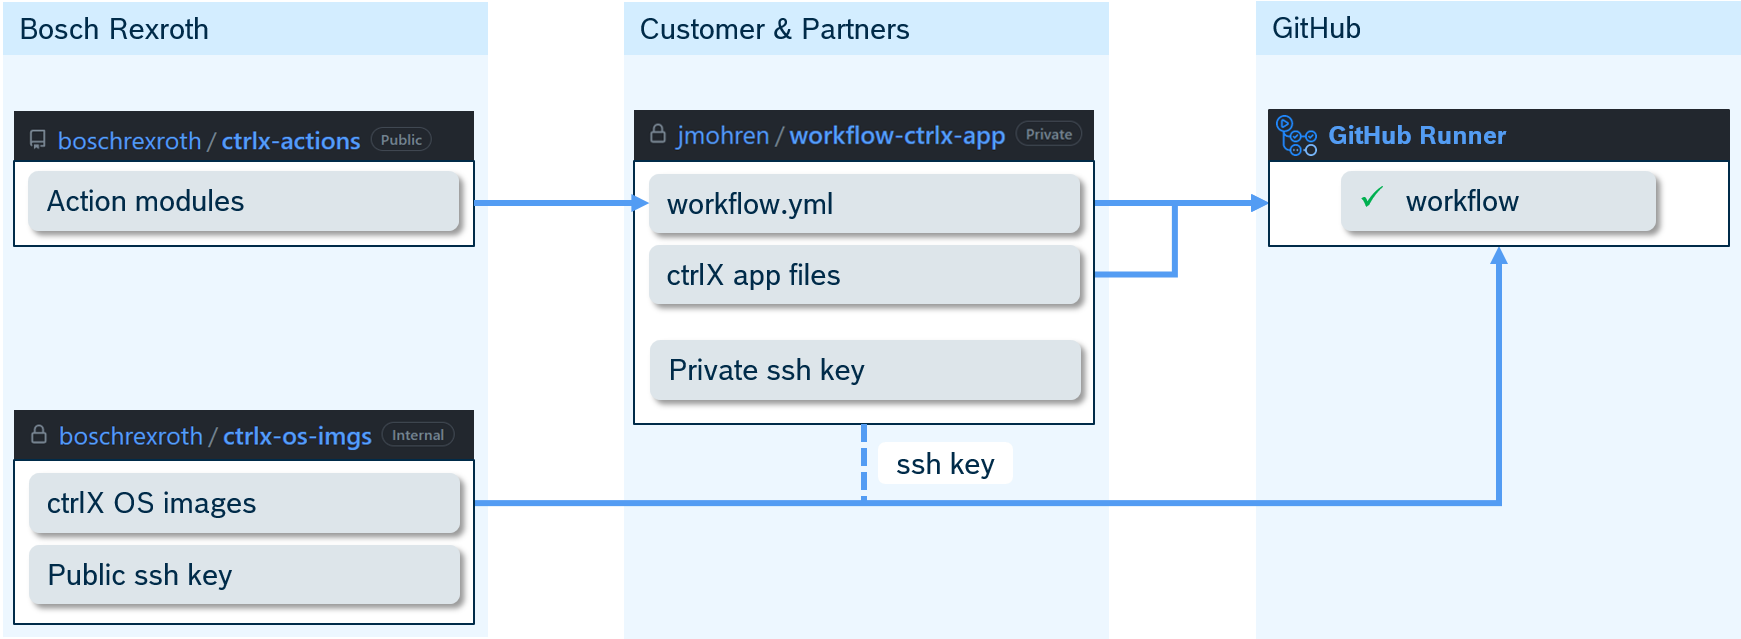 Bosch Rexroth
boschrexroth / ctrlx-actions Public
Action modules
boschrexroth / ctrlx-os-imgs Internal
ctrlX OS images
Public ssh key
Customer & Partners
jmohren / workflow-ctrlx-app Private
workflow.yml
ctrlX app files
Private ssh key
ssh key
GitHub
GitHub Runner
workflow